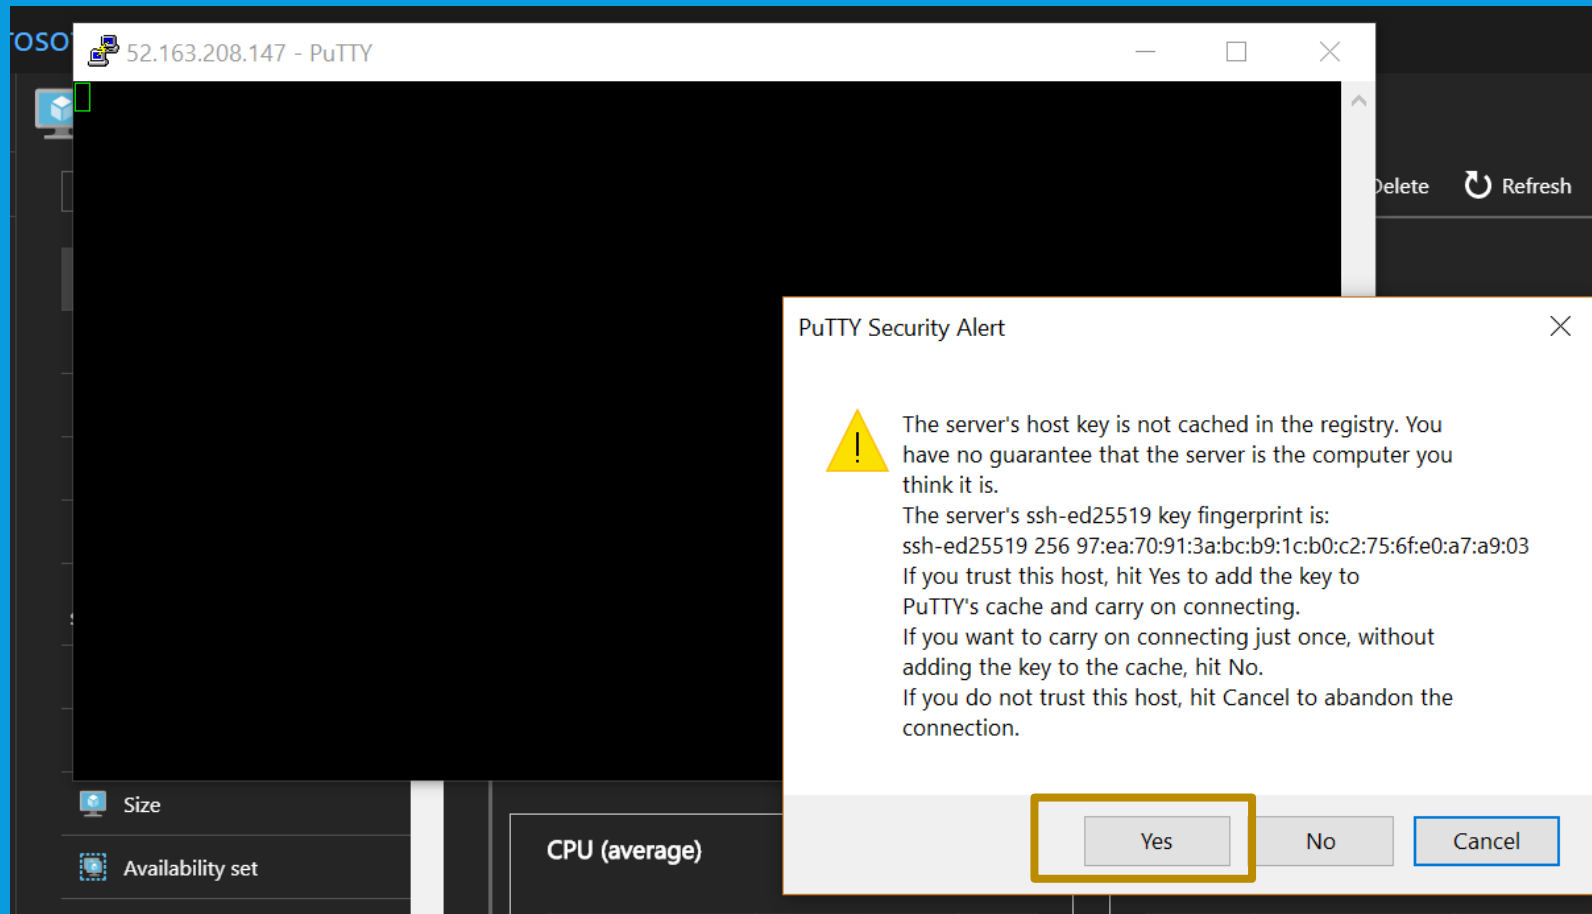 52.163.208.147 - PuTTY
Delete
Refresh
PuTTY Security Alert
The server's host key is not cached in the registry. You
have no guarantee that the server is the computer you
think it is.
The server's ssh-ed25519 key fingerprint is:
ssh-ed25519 256 97:ea:70:91:3a:bc:b9:1c:b0:c2:75:6f:e0:a7:a9:03
If you trust this host, hit Yes to add the key to
PuTTY's cache and carry on connecting.
If you want to carry on connecting just once, without
adding the key to the cache, hit No.
If you do not trust this host, hit Cancel to abandon the
connection.
Size
Availability set
CPU (average)
Yes
No
Cancel